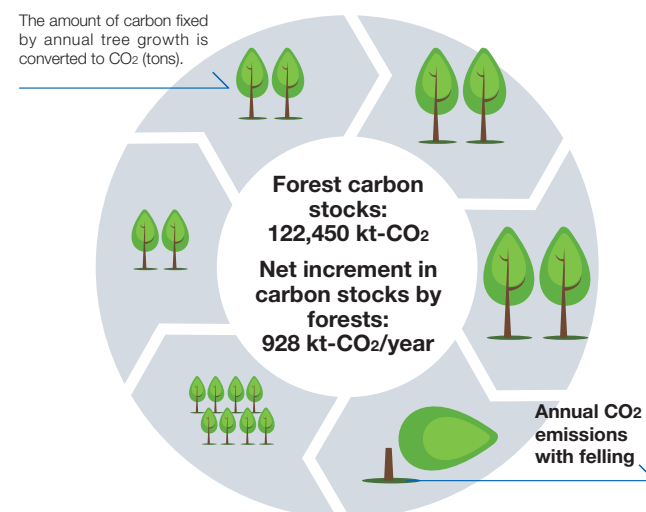 The amount of carbon fixed
by annual tree growth is
converted to CO2 (tons).
Forest carbon
stocks:
122,450 kt-CO2
Net increment in
carbon stocks by
forests:
928 kt-CO2/year
Annual CO2
emissions
with felling